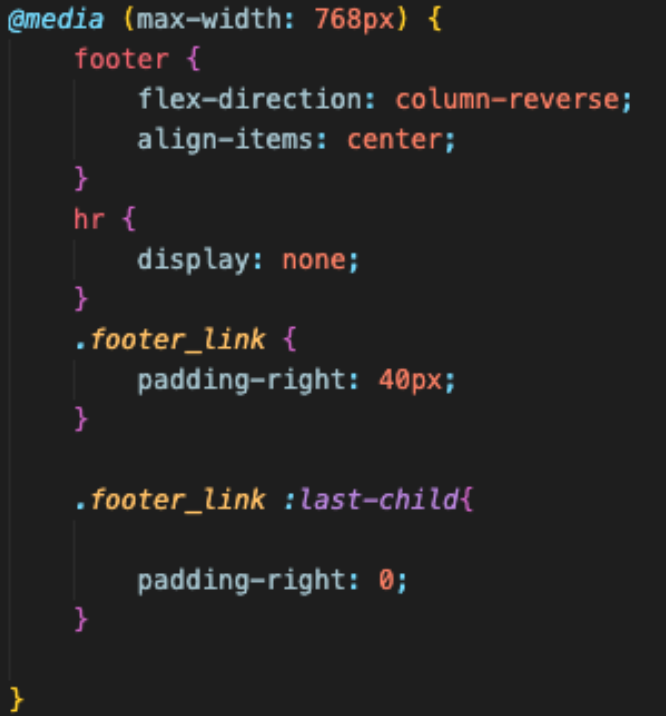 @media (max-width: 768px) {
    footer {
        flex-direction: column-reverse;
        align-items: center;
    }
    hr {
        display: none;
    }
    .footer_link {
        padding-right: 40px;
    }

    .footer_link :last-child{

        padding-right: 0;
    }

}